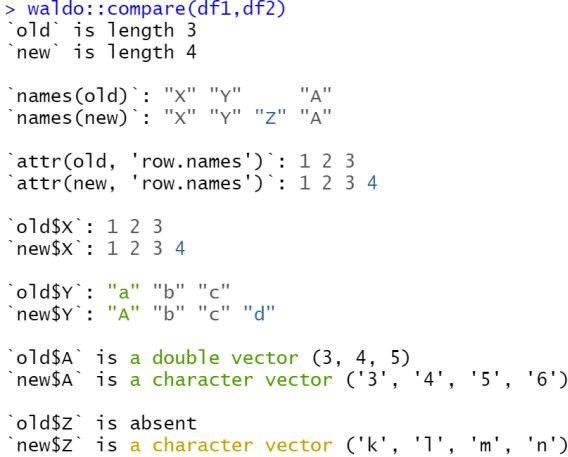 > waldo::compare(df1,df2)
`old` is length 3
`new` is length 4
`names(old)`: "X" "Y"     "A"
`names(new)`: "X" "Y" "Z" "A"
`attr(old, 'row.names')`: 1 2 3
`attr(new, 'row.names')`: 1 2 3 4
`old$X`: 1 2 3
`new$X`: 1 2 3 4
`old$Y`: "a" "b" "c"
`new$Y`: "A" "b" "c" "d"
`old$A` is a double vector (3, 4, 5)
`new$A` is a character vector ('3', '4', '5', '6')
`old$Z` is absent
`new$Z` is a character vector ('k', 'l', 'm', 'n')